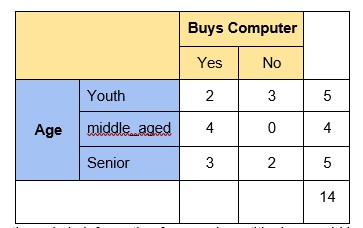 Buys Computer
Yes No
Age
Youth 2 3 5
middle_aged 4 0 4
Senior 3 2 5
14